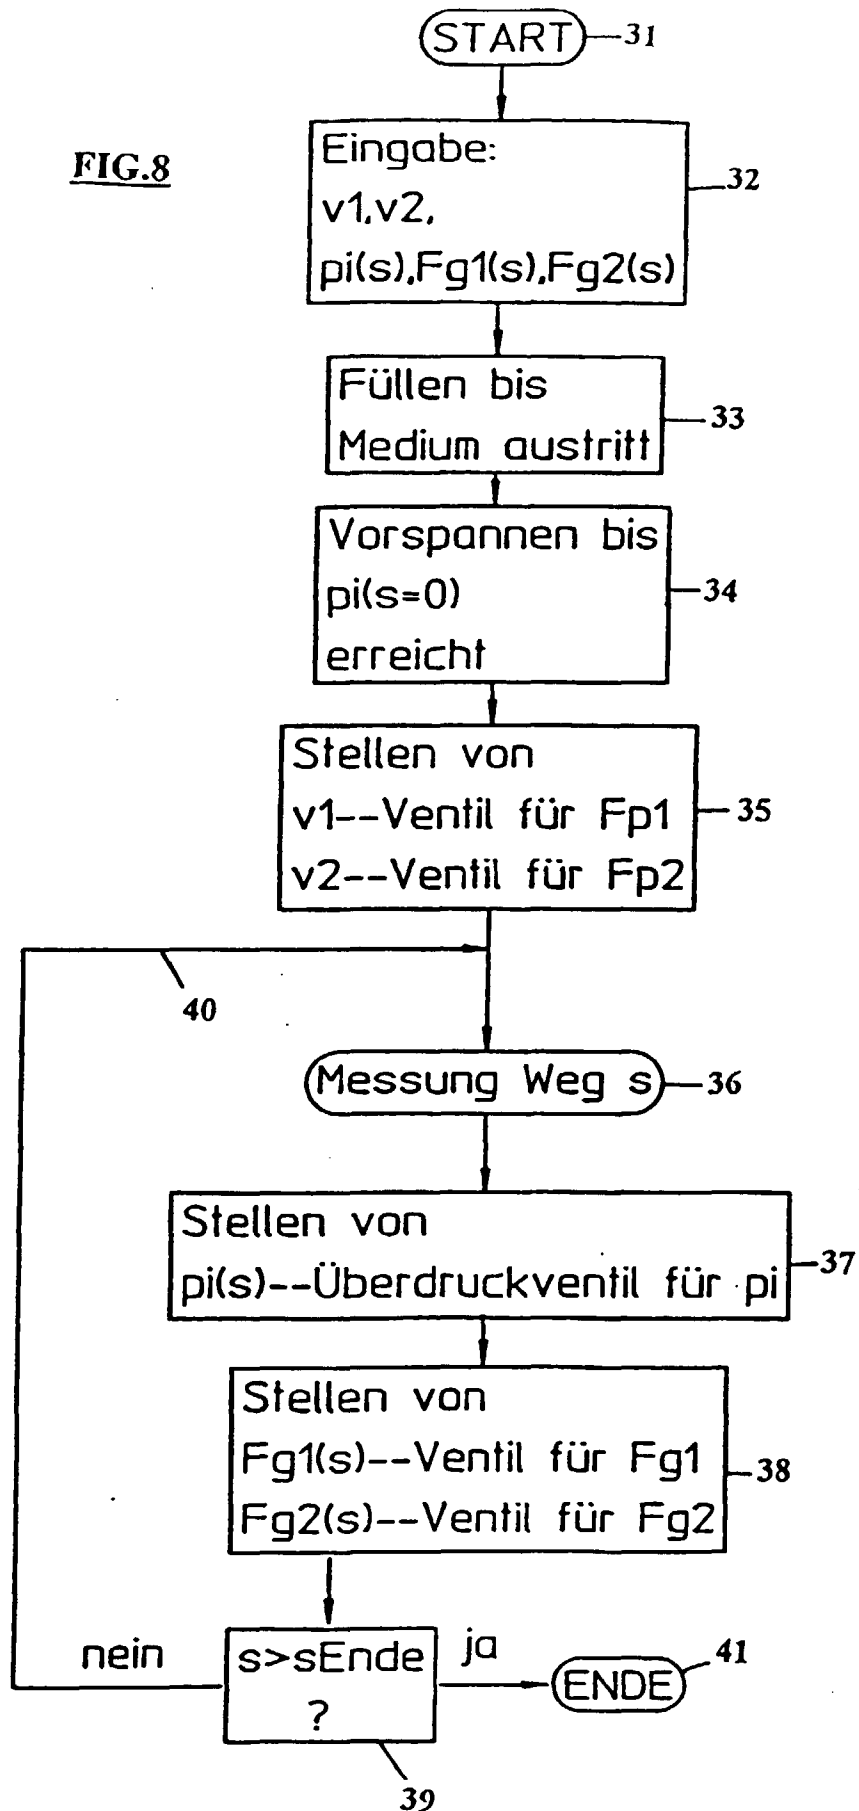 START
31
FIG.8
Eingabe:
v1,v2,
pi(s),Fg1(s),Fg2(s)
32
Füllen bis
Medium austritt
33
Vorspannen bis
pi(s=0)
erreicht
34
Stellen von
v1--Ventil für Fp1
v2--Ventil für Fp2
35
40
Messung Weg s
36
Stellen von
pi(s)--Überdruckventil für pi
37
Stellen von
Fg1(s)--Ventil für Fg1
Fg2(s)--Ventil für Fg2
38
nein
s>sEnde
?
ja
ENDE
41
39